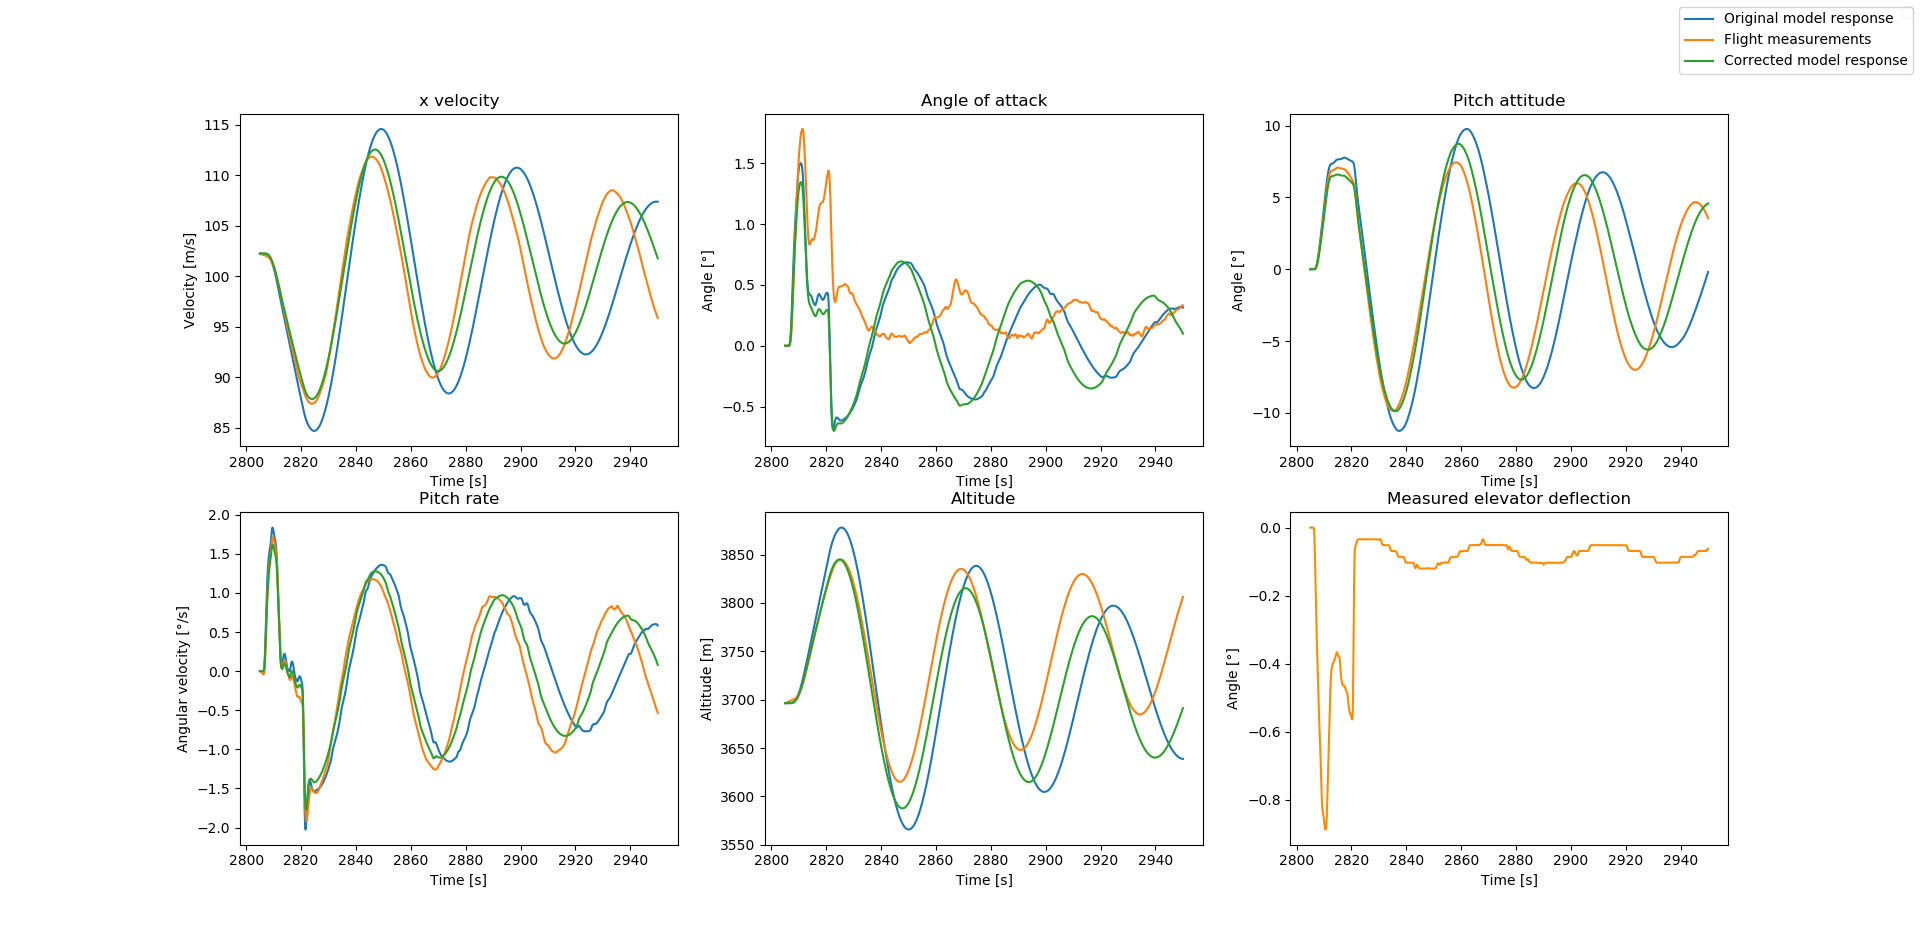 Original model response
Flight measurements
Corrected model response
x velocity
Angle of attack
Pitch attitude
Velocity [m/s]
115
110
105
100
95
90
85
2800 2820 2840 2860 2880 2900 2920 2940
Time [s]
Angle [°]
1.5
1.0
0.5
0.0
−0.5
2800 2820 2840 2860 2880 2900 2920 2940
Time [s]
Angle [°]
10
5
0
−5
−10
2800 2820 2840 2860 2880 2900 2920 2940
Time [s]
Pitch rate
Altitude
Measured elevator deflection
Angular velocity [°/s]
2.0
1.5
1.0
0.5
0.0
−0.5
−1.0
−1.5
−2.0
2800 2820 2840 2860 2880 2900 2920 2940
Time [s]
Altitude [m]
3850
3800
3750
3700
3650
3600
3550
2800 2820 2840 2860 2880 2900 2920 2940
Time [s]
Angle [°]
0.0
−0.2
−0.4
−0.6
−0.8
2800 2820 2840 2860 2880 2900 2920 2940
Time [s]